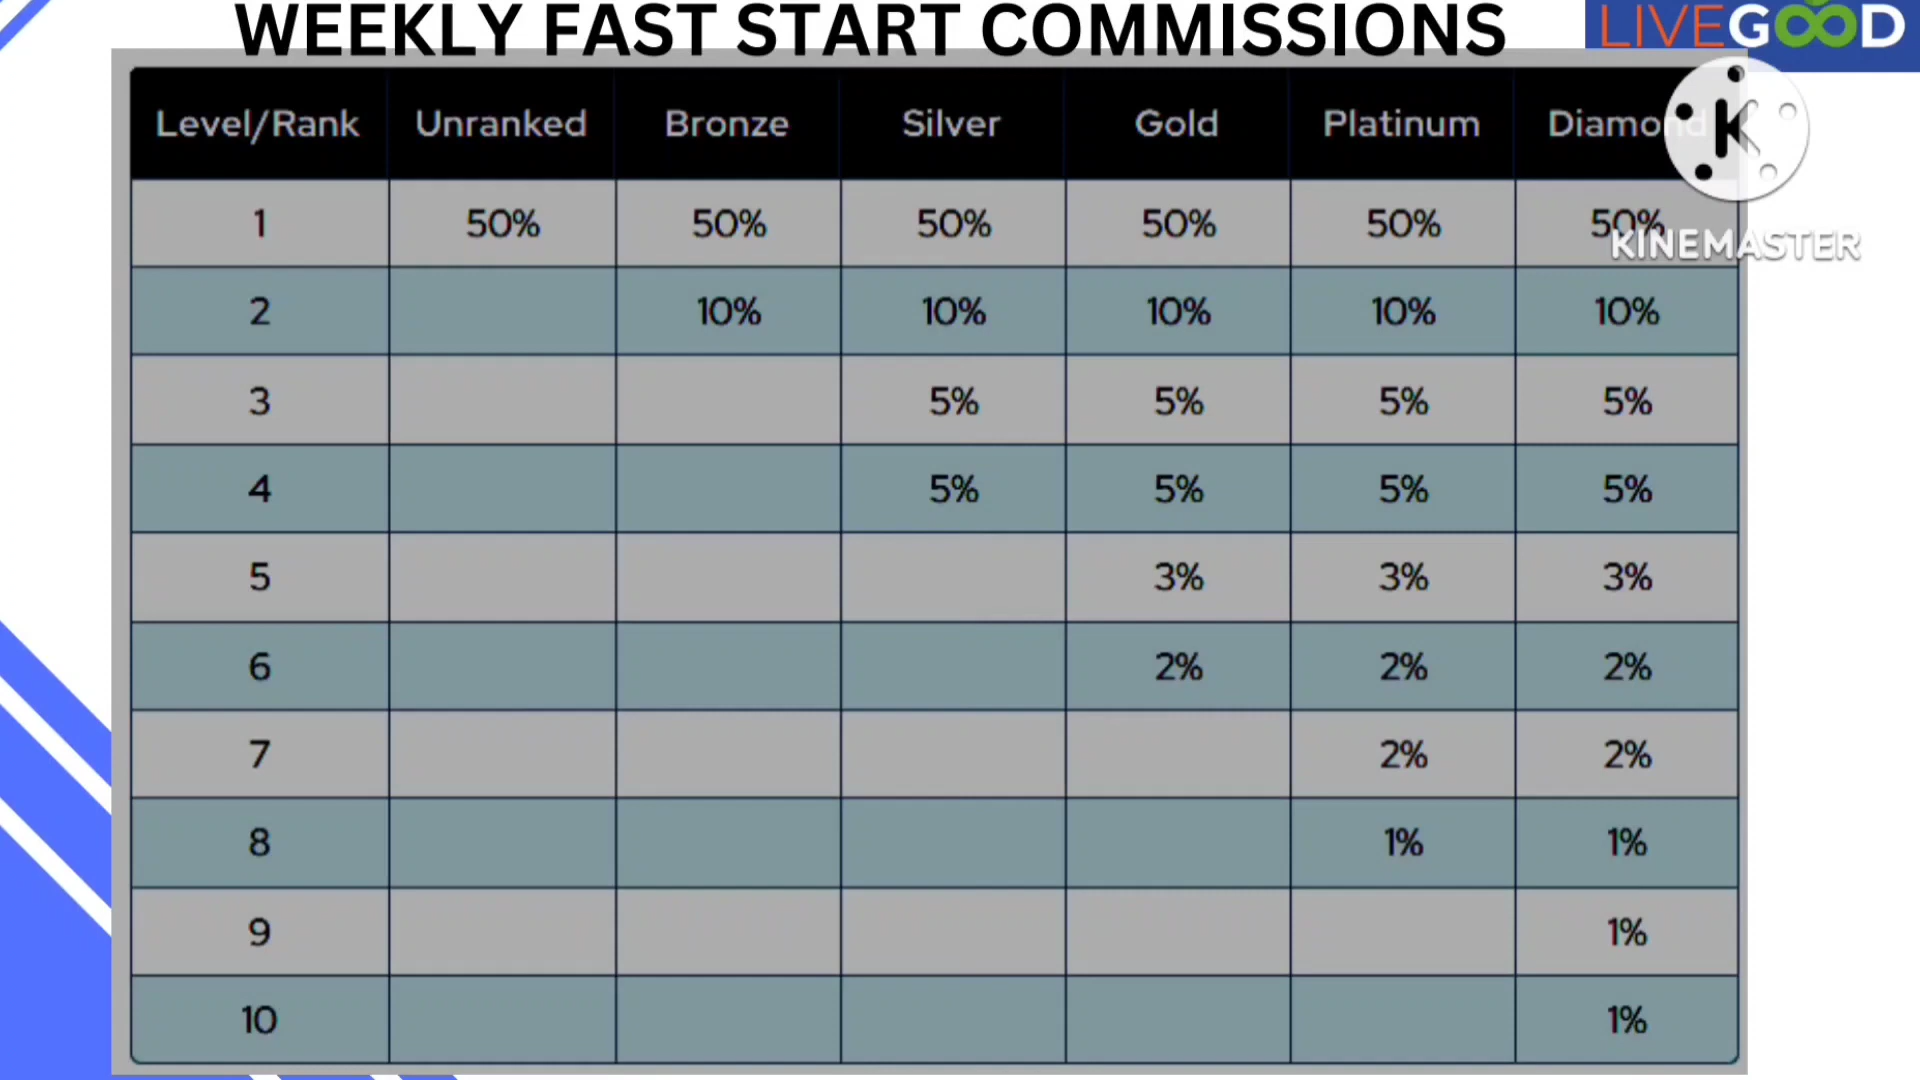 WEEKLY FAST START COMMISSIONS
LIVEGOOD
Level/Rank Unranked Bronze Silver Gold Platinum Diamond
K
1 50% 50% 50% 50% 50% 50%
KINEMASTER
2 10% 10% 10% 10% 10%
3 5% 5% 5% 5%
4 5% 5% 5% 5%
5 3% 3% 3%
6 2% 2% 2%
7 2% 2%
8 1% 1%
9 1%
10 1%